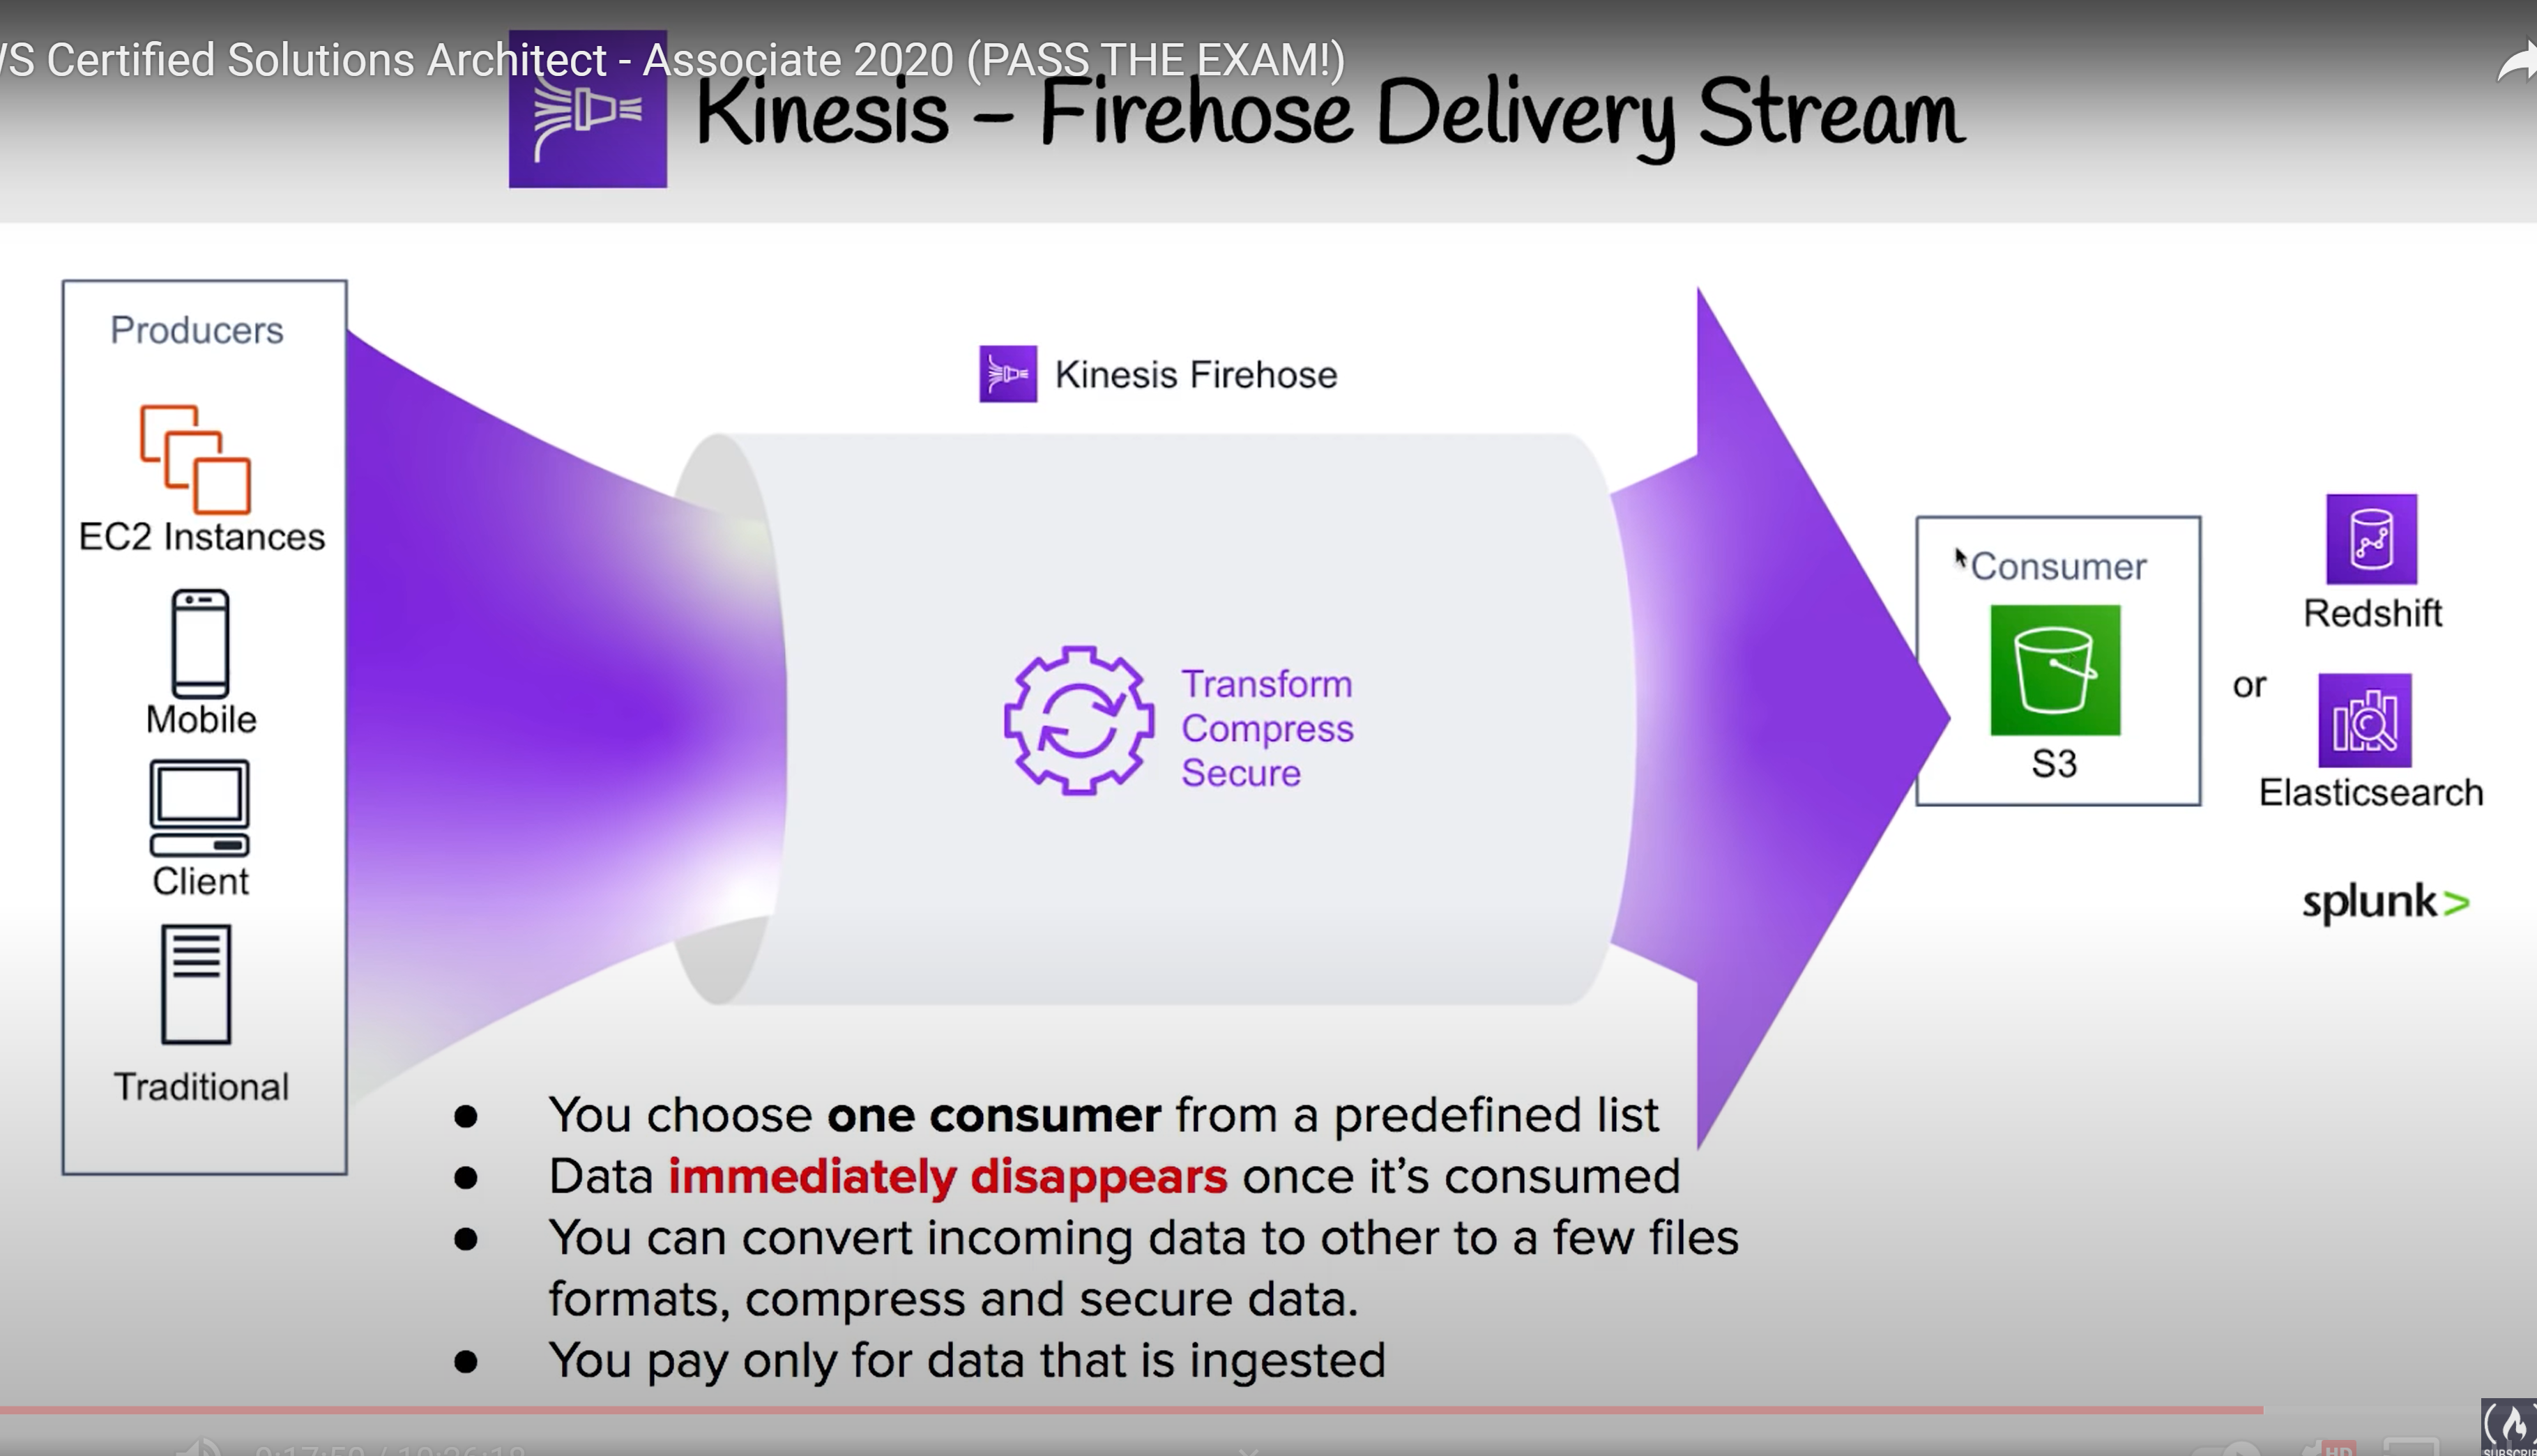 WS Certified Solutions Architect - Associate 2020 (PASS THE EXAM!)
Kinesis – Firehose Delivery Stream
Producers
EC2 Instances
Mobile
Client
Traditional
Kinesis Firehose
Transform
Compress
Secure
Consumer
S3
or
Redshift
Elasticsearch
splunk>
● You choose one consumer from a predefined list
● Data immediately disappears once it’s consumed
● You can convert incoming data to other to a few files
formats, compress and secure data.
● You pay only for data that is ingested
HD